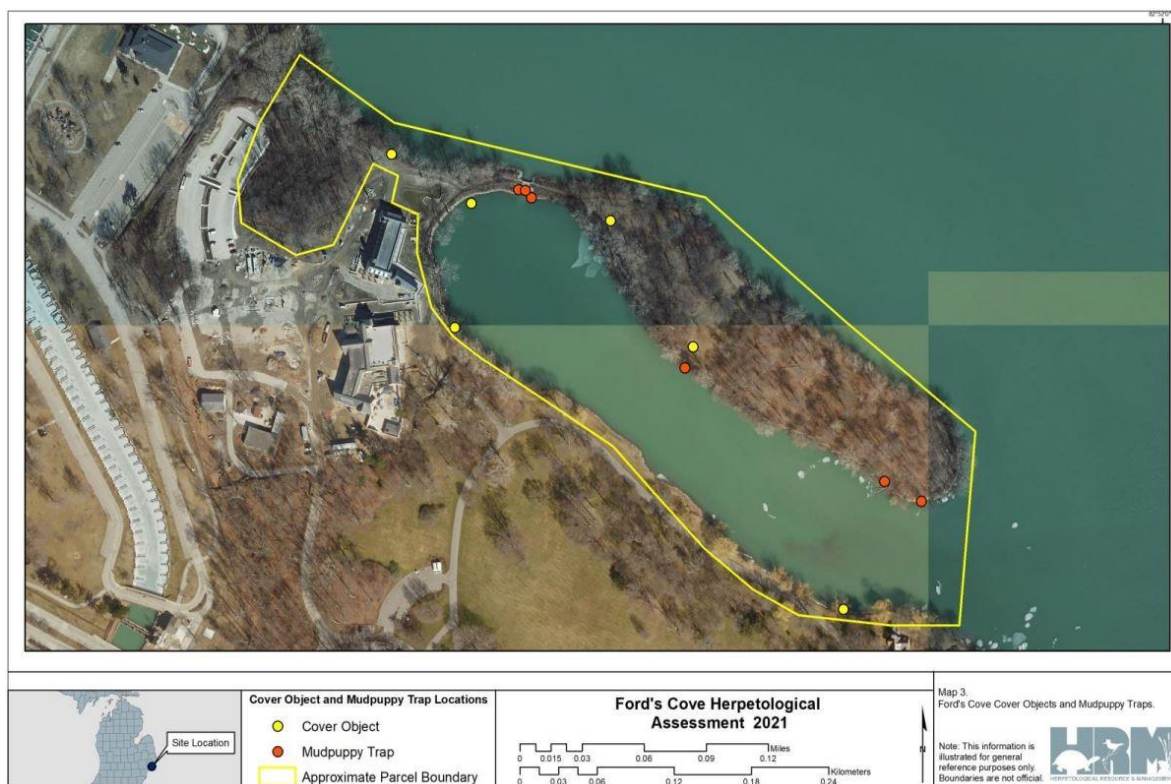 Site Location
Cover Object and Mudpuppy Trap Locations
Cover Object
Mudpuppy Trap
Approximate Parcel Boundary
Ford's Cove Herpetological
Assessment 2021
Miles
0 0.015 0.03 0.06 0.09 0.12
Kilometers
0 0.03 0.06 0.12 0.18 0.24
N
Map 3.
Ford's Cove Cover Objects and Mudpuppy Traps.
Note: This information is
illustrated for general
reference purposes only.
Boundaries are not official.
HRM
HERPETOLOGICAL RESOURCE & MANAGEMENT